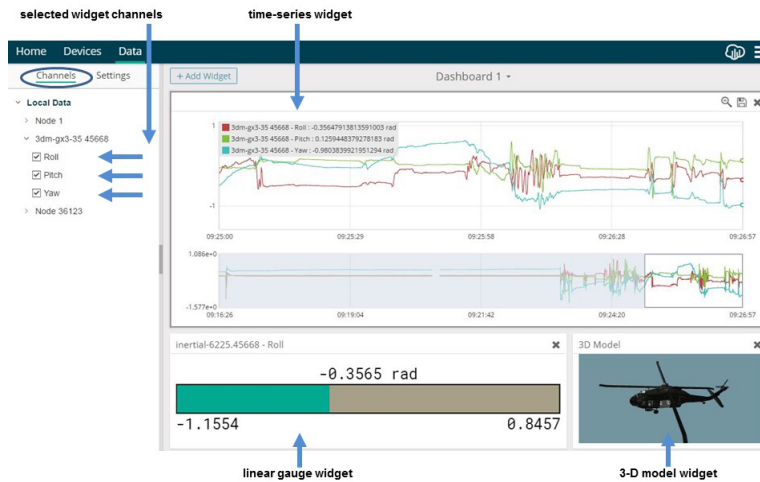 selected widget channels
time-series widget
Home Devices Data
Channels Settings
+ Add Widget
Dashboard 1
Local Data
Node 1
3dm-gx3-35 45668
Roll
Pitch
Yaw
Node 36123
1
3dm-gx3-35 45668 - Roll : -0.35647913813591003 rad
3dm-gx3-35 45668 - Pitch : 0.1259448379278183 rad
3dm-gx3-35 45668 - Yaw : -0.9803839921951294 rad
-1
09:25:00 09:25:29 09:25:58 09:26:28 09:26:57
1.086e+0
-1.577e+0
09:16:26 09:19:04 09:21:42 09:24:20 09:26:57
inertial-6225.45668 - Roll
-0.3565 rad
-1.1554 0.8457
3D Model
linear gauge widget
3-D model widget